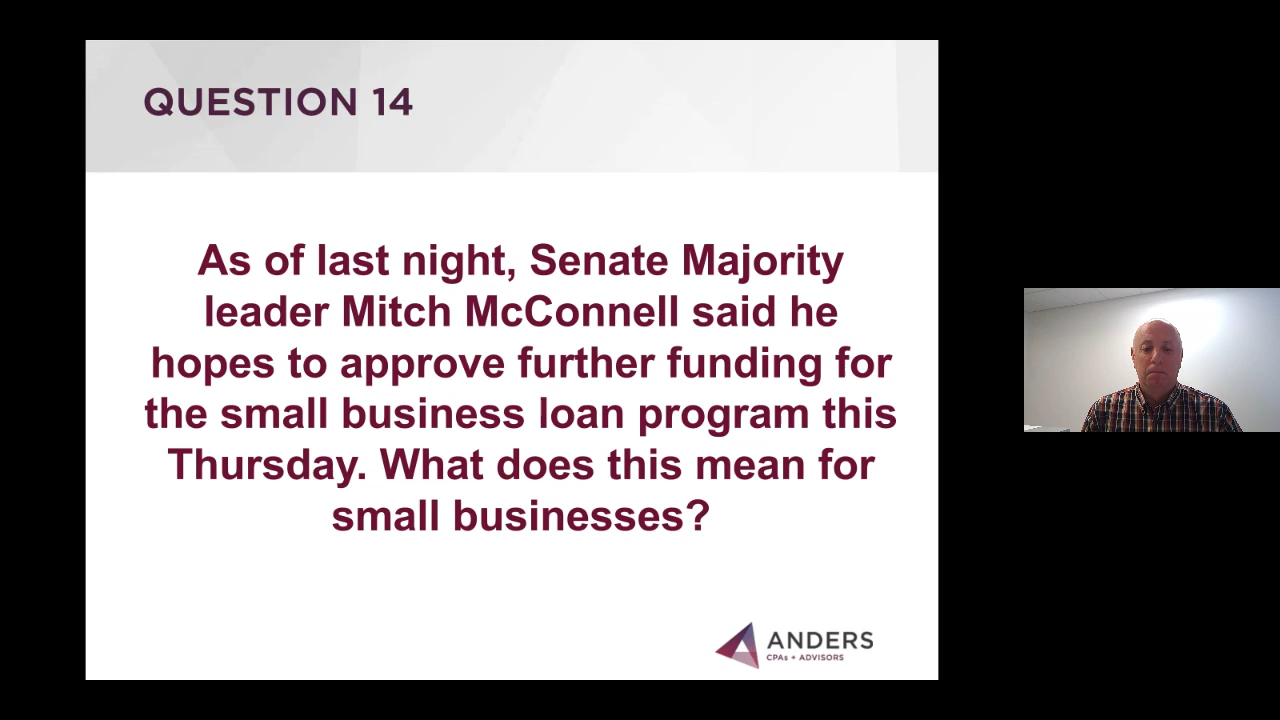 QUESTION 14
As of last night, Senate Majority
leader Mitch McConnell said he
hopes to approve further funding for
the small business loan program this
Thursday. What does this mean for
small businesses?
ANDERS
CPAs + ADVISORS